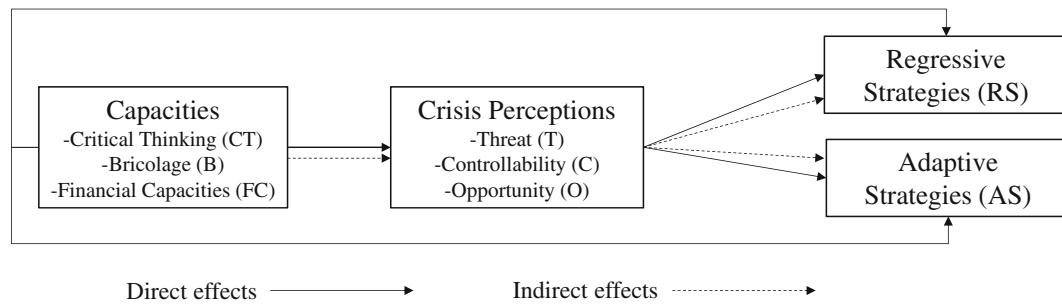 Capacities
-Critical Thinking (CT)
-Bricolage (B)
-Financial Capacities (FC)
Crisis Perceptions
-Threat (T)
-Controllability (C)
-Opportunity (O)
Regressive
Strategies (RS)
Adaptive
Strategies (AS)
Direct effects
Indirect effects